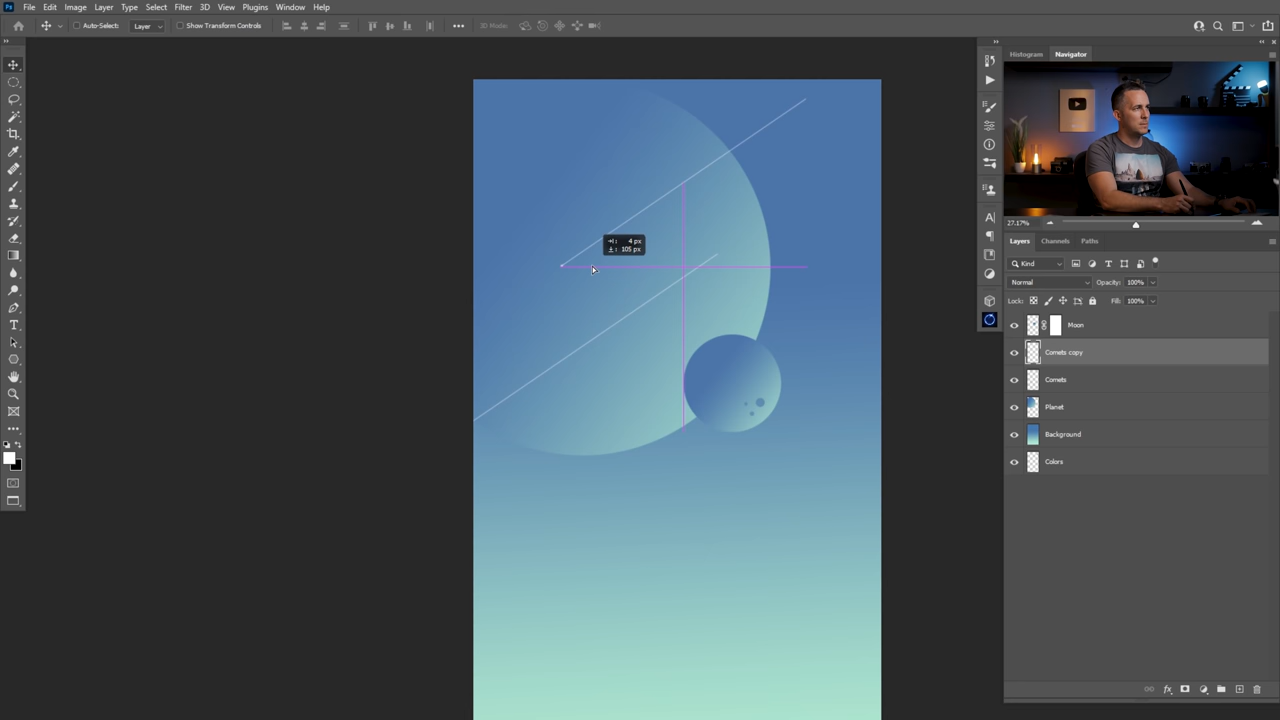 Ps File Edit Image Layer Type Select Filter 3D View Plugins Window Help
Auto-Select: Layer Show Transform Controls 3D Mode:
Histogram Navigator
27.17%
Layers Channels Paths
Kind
Normal Opacity: 100%
Lock: Fill: 100%
Moon
Comets copy
Comets
Planet
Background
Colors
4 px
105 px